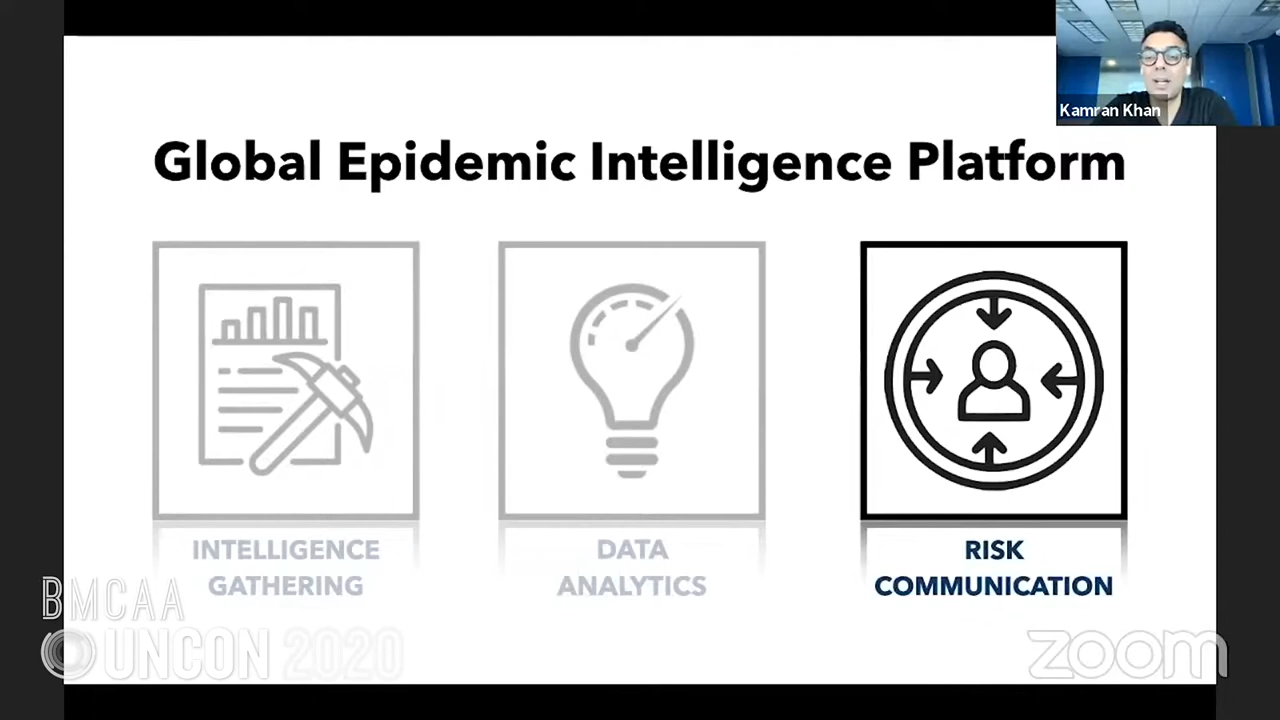 Kamran Khan
Global Epidemic Intelligence Platform
INTELLIGENCE
GATHERING
DATA
ANALYTICS
RISK
COMMUNICATION
BMCAA
UNCON 2020
zoom